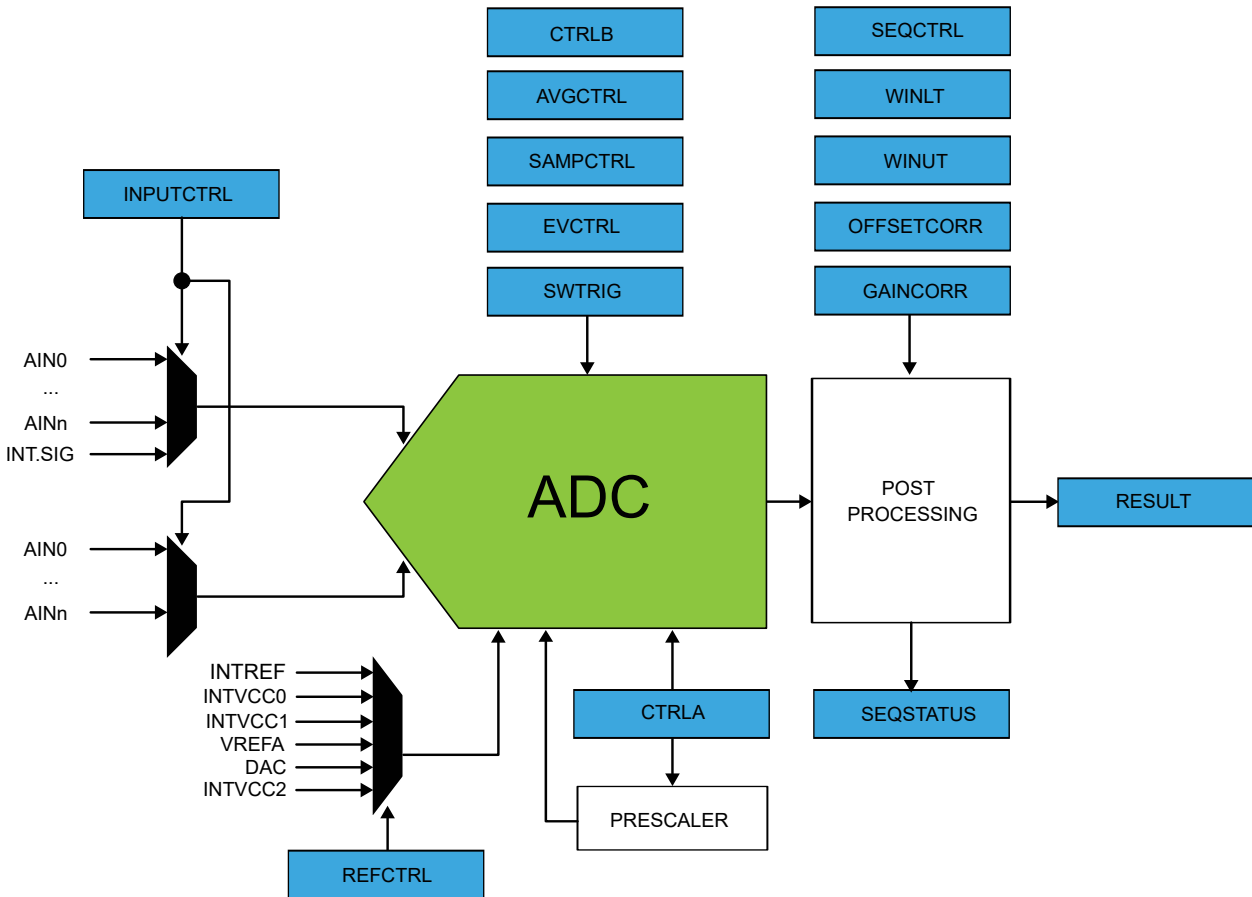 CTRLB
SEQCTRL
AVGCTRL
WINLT
SAMPCTRL
WINUT
INPUTCTRL
EVCTRL
OFFSETCORR
SWTRIG
GAINCORR
AIN0
...
AINn
INT.SIG
ADC
POST
PROCESSING
RESULT
AIN0
...
AINn
INTREF
INTVCC0
INTVCC1
VREFA
DAC
INTVCC2
CTRLA
SEQSTATUS
PRESCALER
REFCTRL